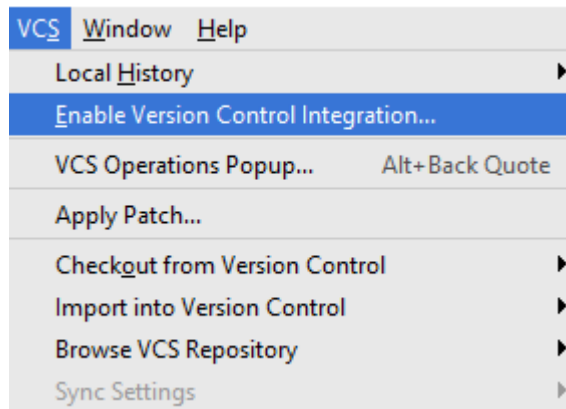 VCS Window Help
Local History
Enable Version Control Integration...
VCS Operations Popup... Alt+Back Quote
Apply Patch...
Checkout from Version Control
Import into Version Control
Browse VCS Repository
Sync Settings